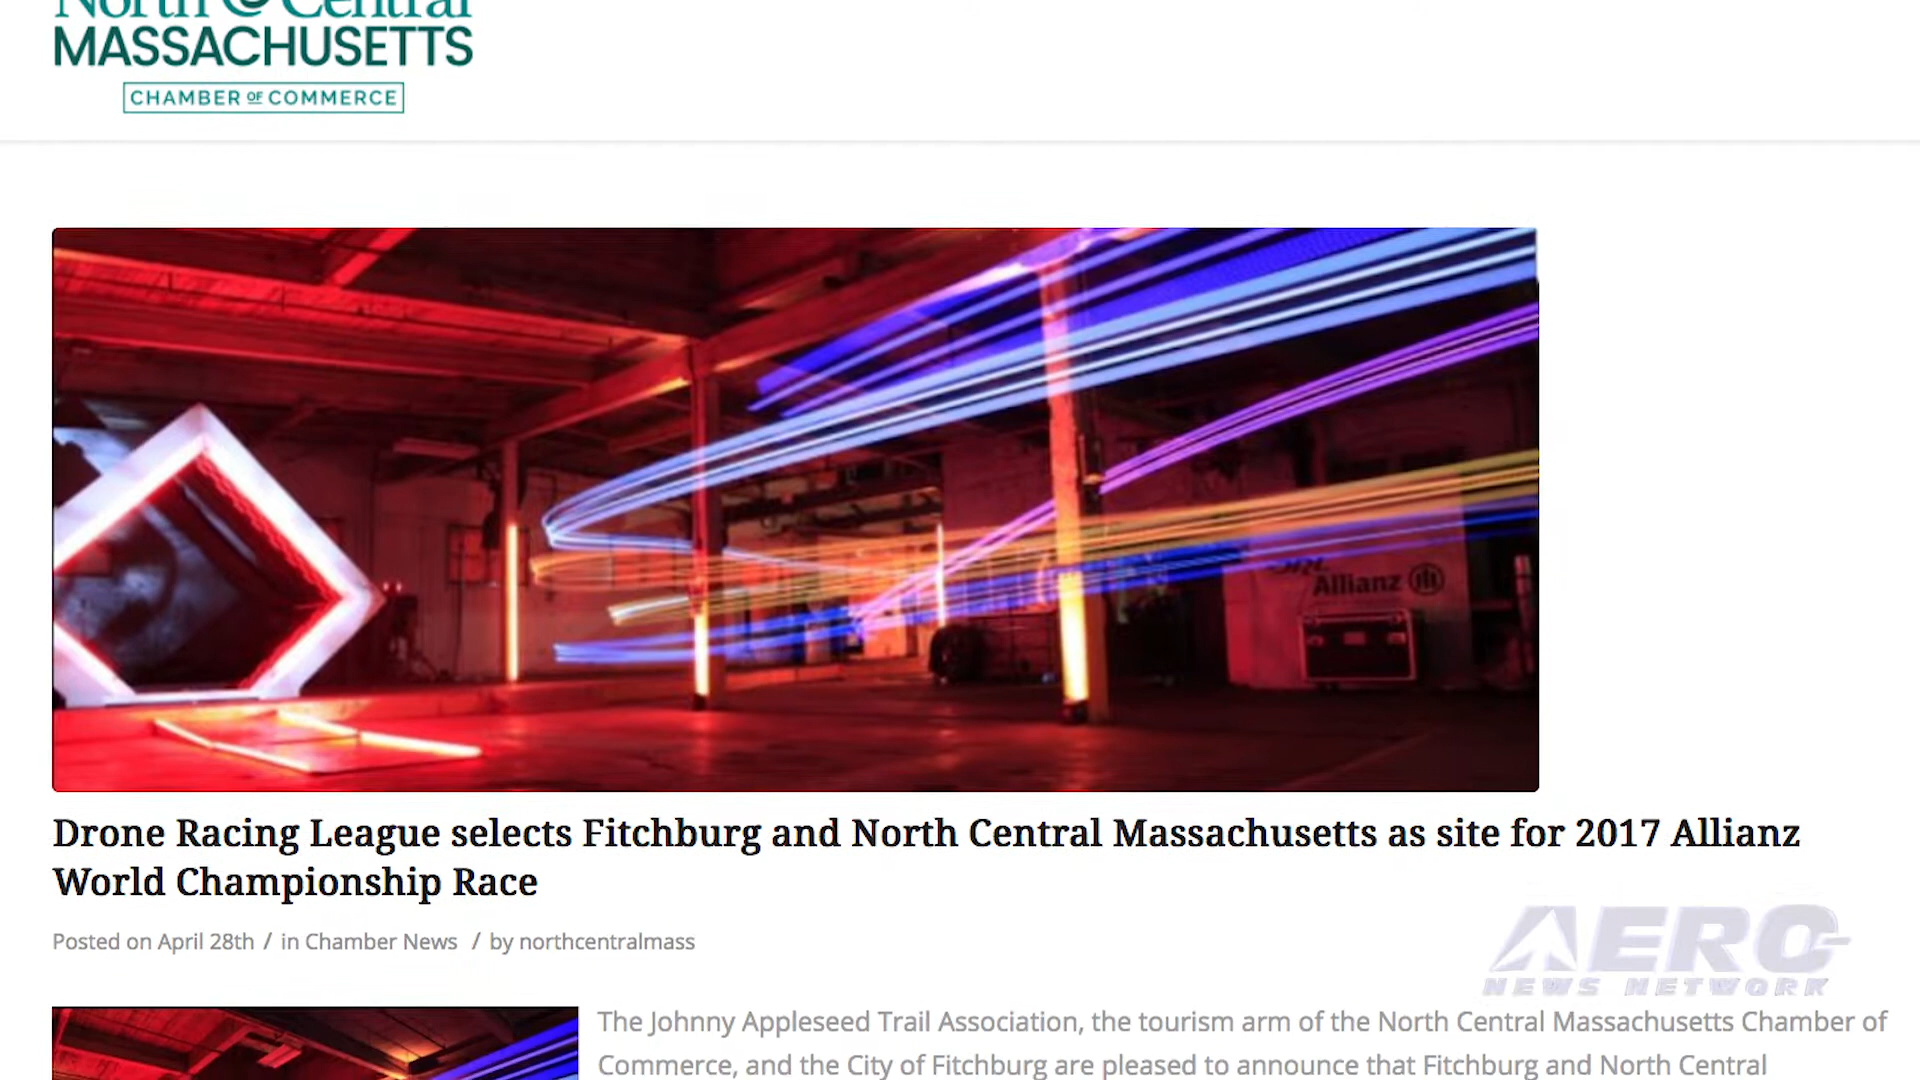 North Central
MASSACHUSETTS
CHAMBER OF COMMERCE
Allianz
Drone Racing League selects Fitchburg and North Central Massachusetts as site for 2017 Allianz
World Championship Race
Posted on April 28th / in Chamber News / by northcentralmass
AERO
NEWS NETWORK
The Johnny Appleseed Trail Association, the tourism arm of the North Central Massachusetts Chamber of
Commerce, and the City of Fitchburg are pleased to announce that Fitchburg and North Central